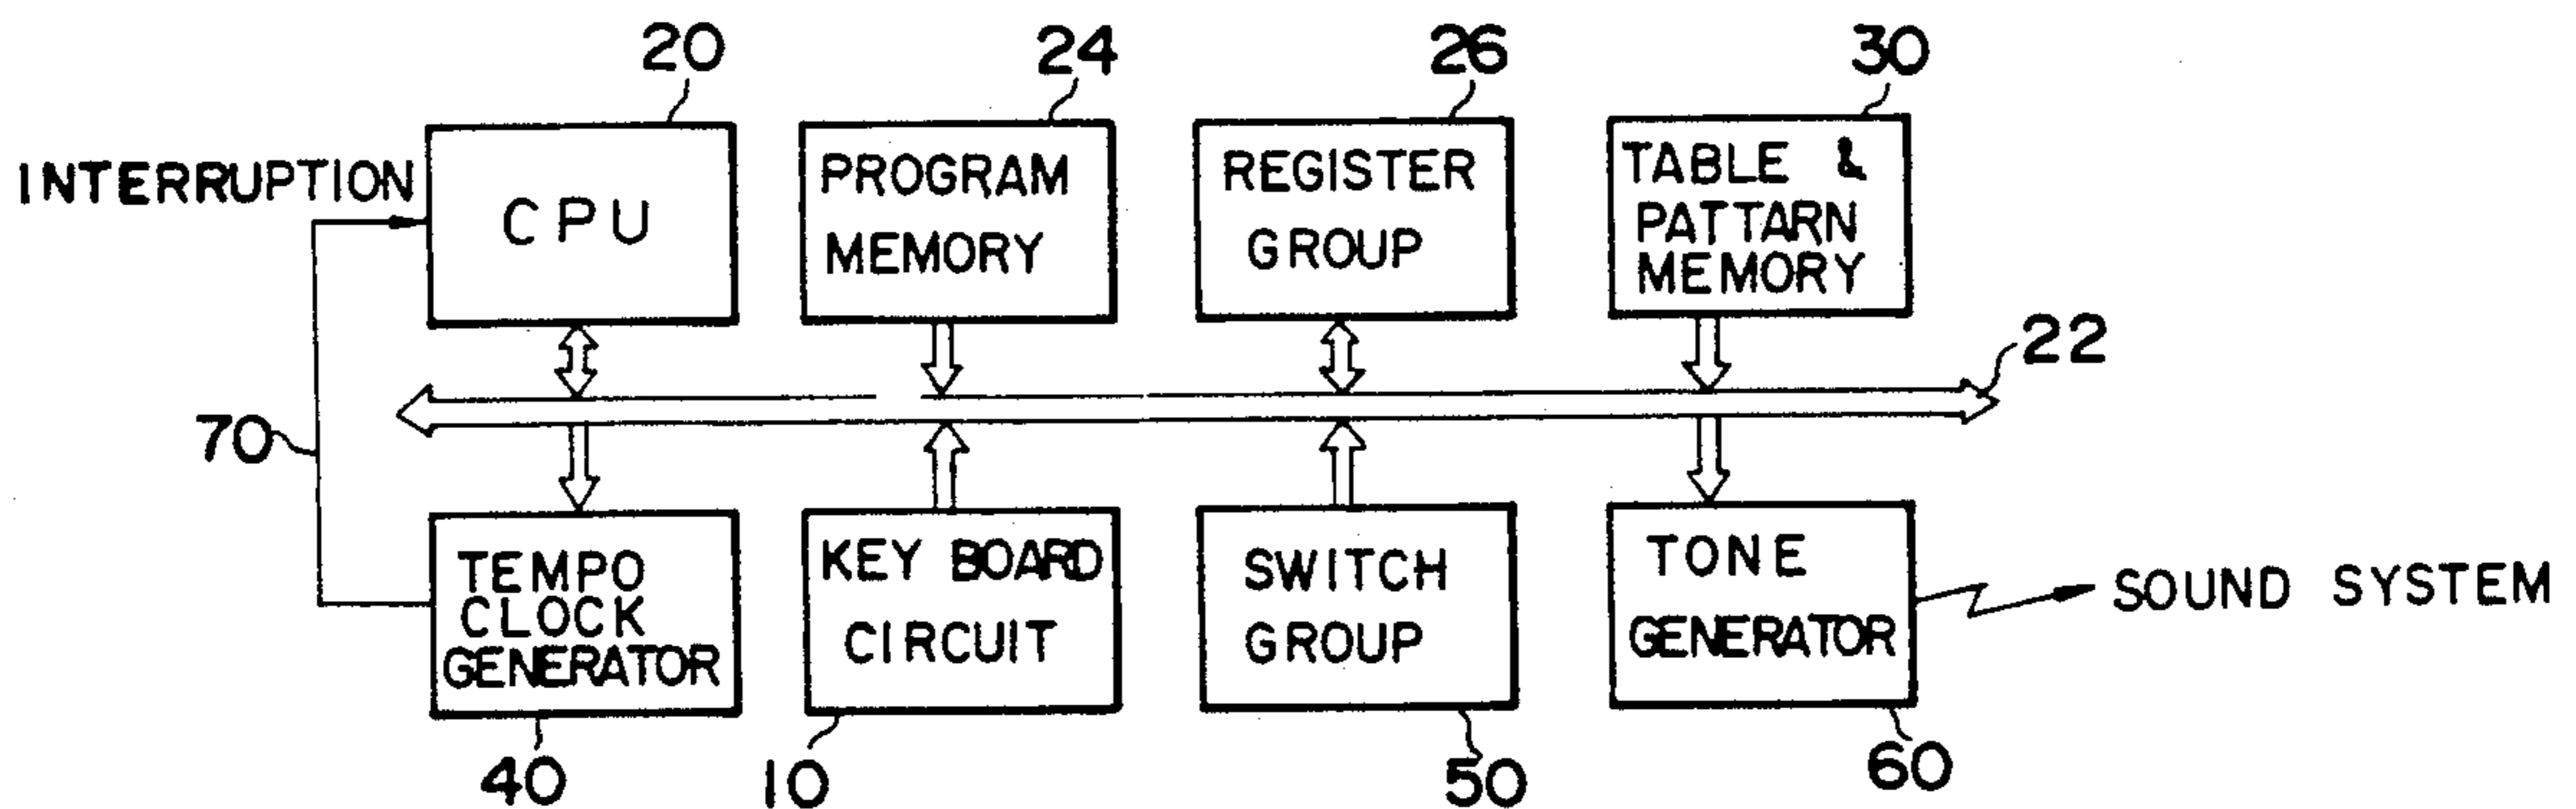 20
24
26
30
INTERRUPTION
CPU
PROGRAM
MEMORY
REGISTER
GROUP
TABLE &
PATTARN
MEMORY
22
70
TEMPO
CLOCK
GENERATOR
KEY BOARD
CIRCUIT
SWITCH
GROUP
TONE
GENERATOR
SOUND SYSTEM
40
10
50
60